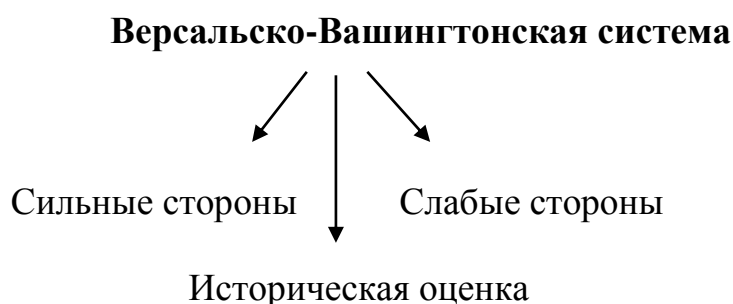 Версальско-Вашингтонская система
Сильные стороны
Слабые стороны
Историческая оценка